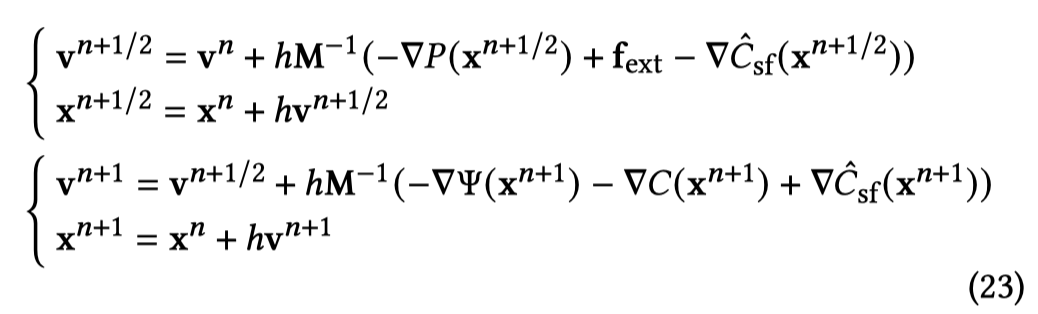 v^{n+1/2} = v^n + hM^{-1}(−∇P(x^{n+1/2}) + f_ext − ∇Ĉ_sf(x^{n+1/2}))
x^{n+1/2} = x^n + hv^{n+1/2}
v^{n+1} = v^{n+1/2} + hM^{-1}(−∇Ψ(x^{n+1}) − ∇C(x^{n+1}) + ∇Ĉ_sf(x^{n+1}))
x^{n+1} = x^n + hv^{n+1}
(23)